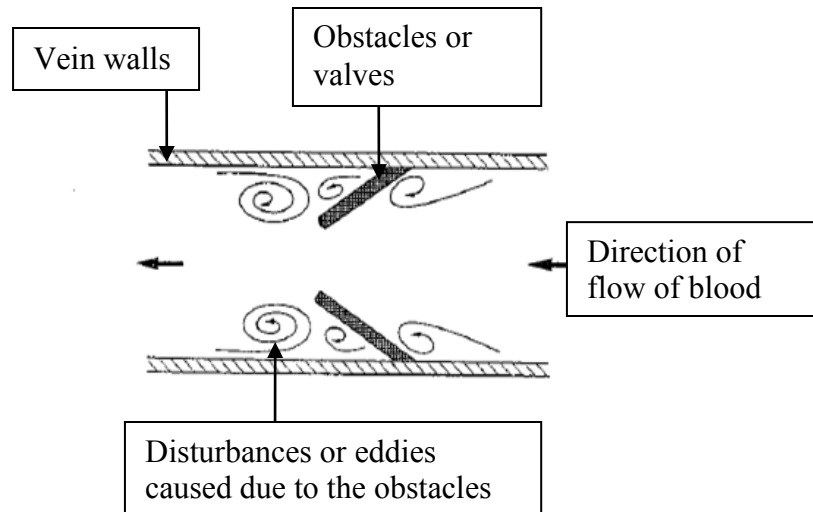 Vein walls
Obstacles or
valves
Direction of
flow of blood
Disturbances or eddies
caused due to the obstacles